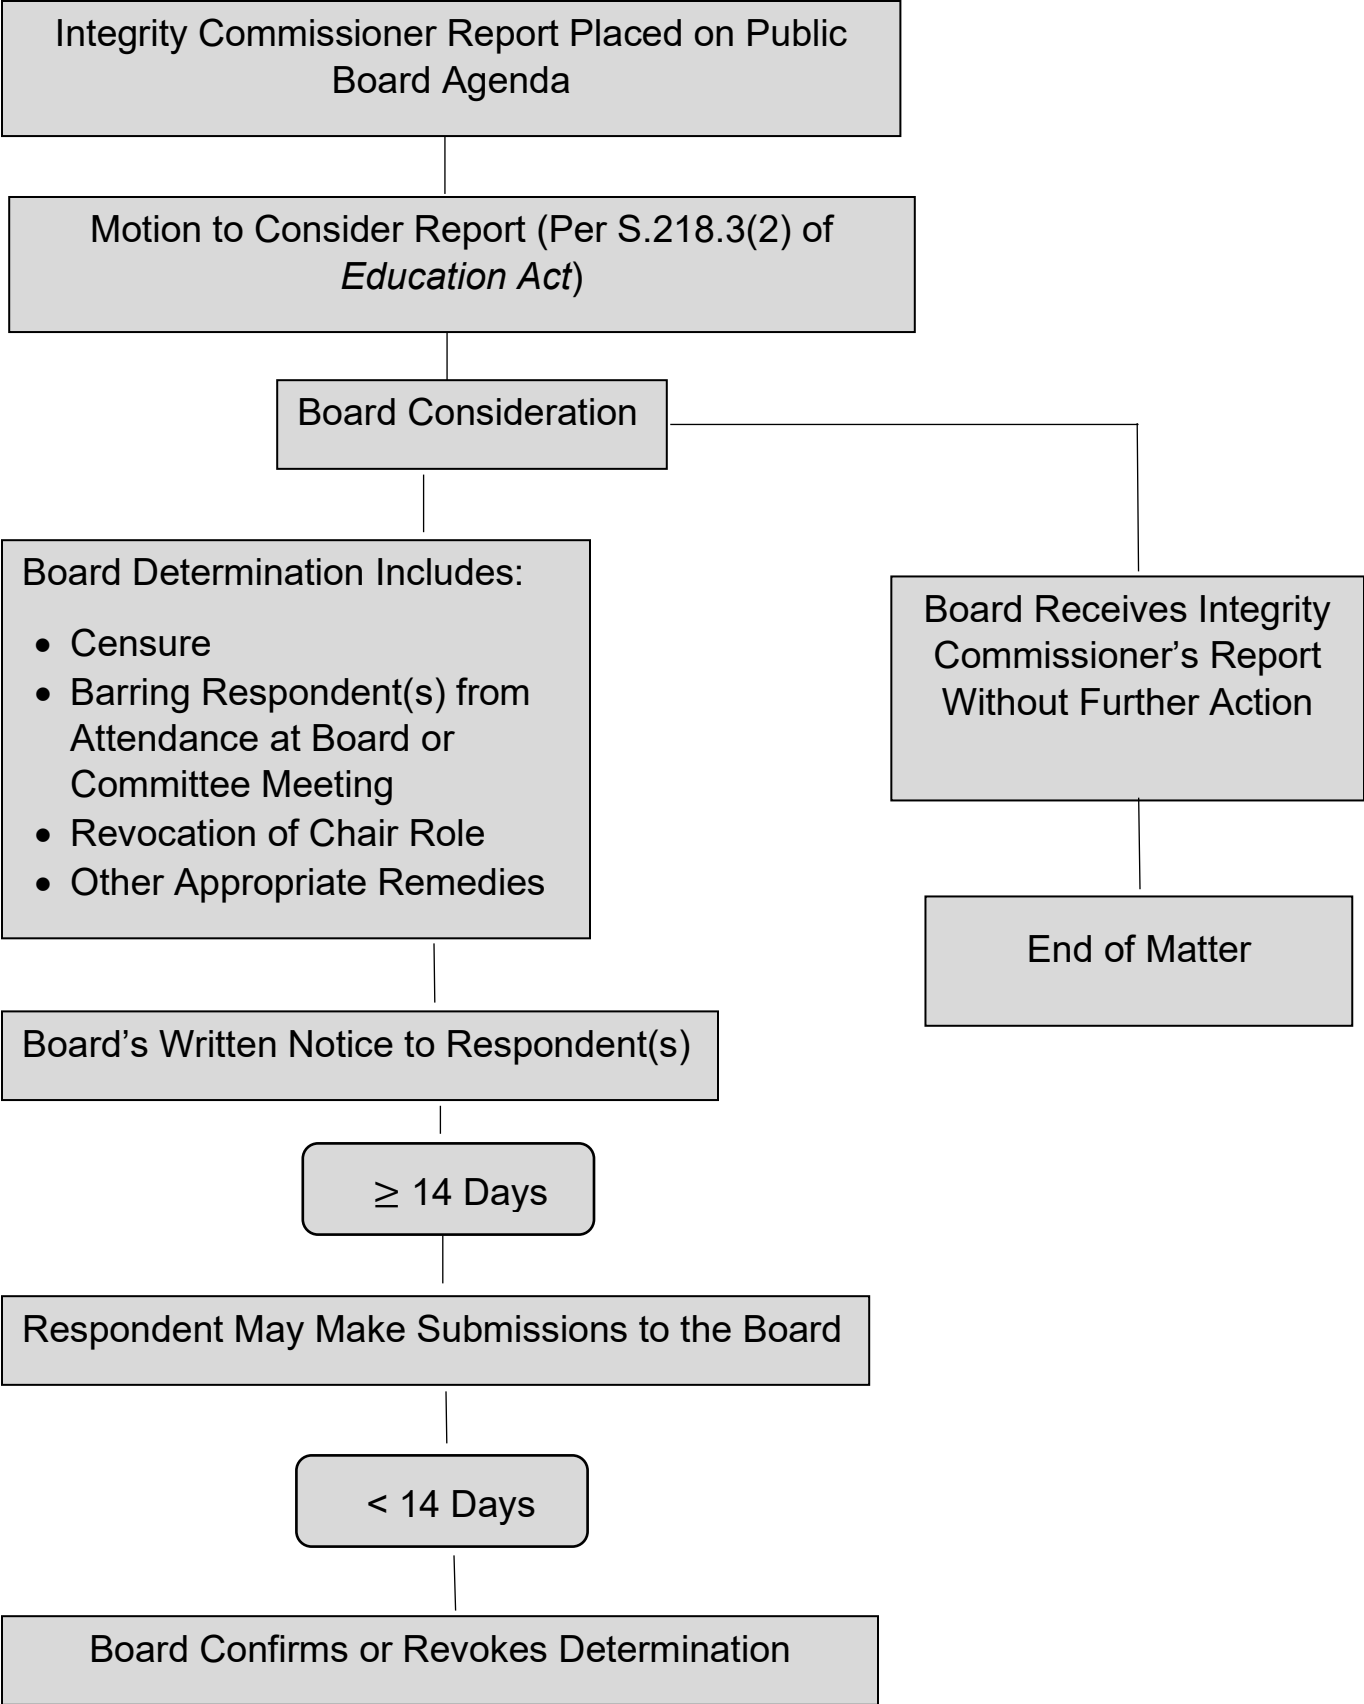 Integrity Commissioner Report Placed on Public
Board Agenda
Motion to Consider Report (Per S.218.3(2) of
Education Act)
Board Consideration
Board Determination Includes:
• Censure
• Barring Respondent(s) from
Attendance at Board or
Committee Meeting
• Revocation of Chair Role
• Other Appropriate Remedies
Board Receives Integrity
Commissioner’s Report
Without Further Action
End of Matter
Board’s Written Notice to Respondent(s)
≥ 14 Days
Respondent May Make Submissions to the Board
< 14 Days
Board Confirms or Revokes Determination